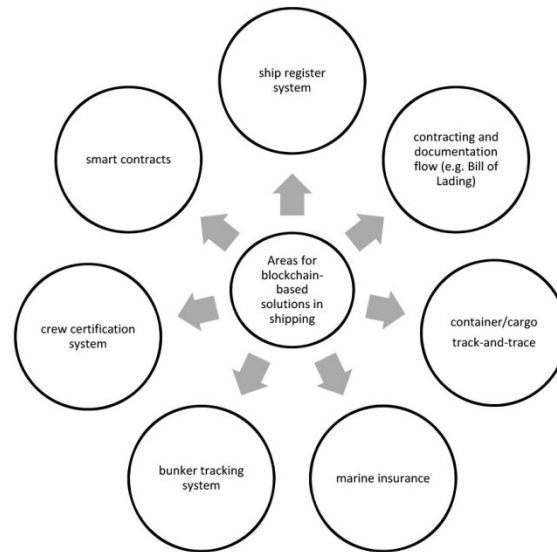 ship register
system
contracting and
documentation
flow (e.g. Bill of
Lading)
container/cargo
track-and-trace
marine insurance
bunker tracking
system
crew certification
system
smart contracts
Areas for
blockchain-
based
solutions in
shipping